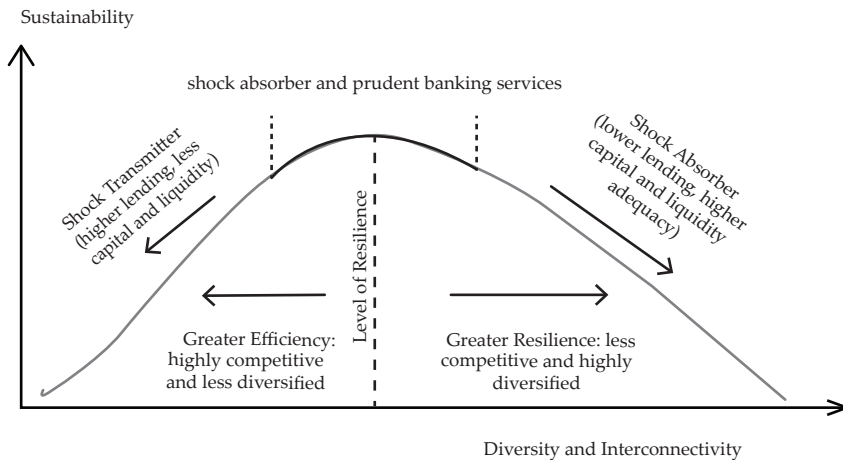 Sustainability
shock absorber and prudent banking services
Shock Transmitter
(higher lending, less
capital and liquidity)
Shock Absorber
(lower lending, higher
capital and liquidity
adequacy)
Level of Resilience
Greater Efficiency:
highly competitive
and less diversified
Greater Resilience: less
competitive and highly
diversified
Diversity and Interconnectivity